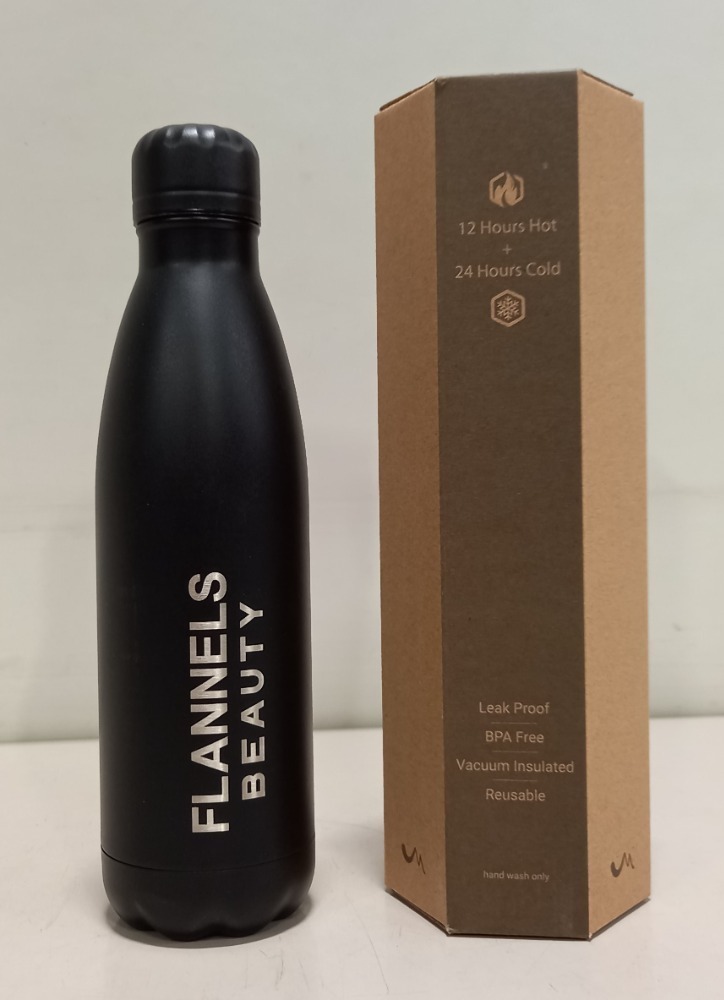 FLANNELS
BEAUTY
12 Hours Hot
+
24 Hours Cold
Leak Proof
BPA Free
Vacuum Insulated
Reusable
hand wash only